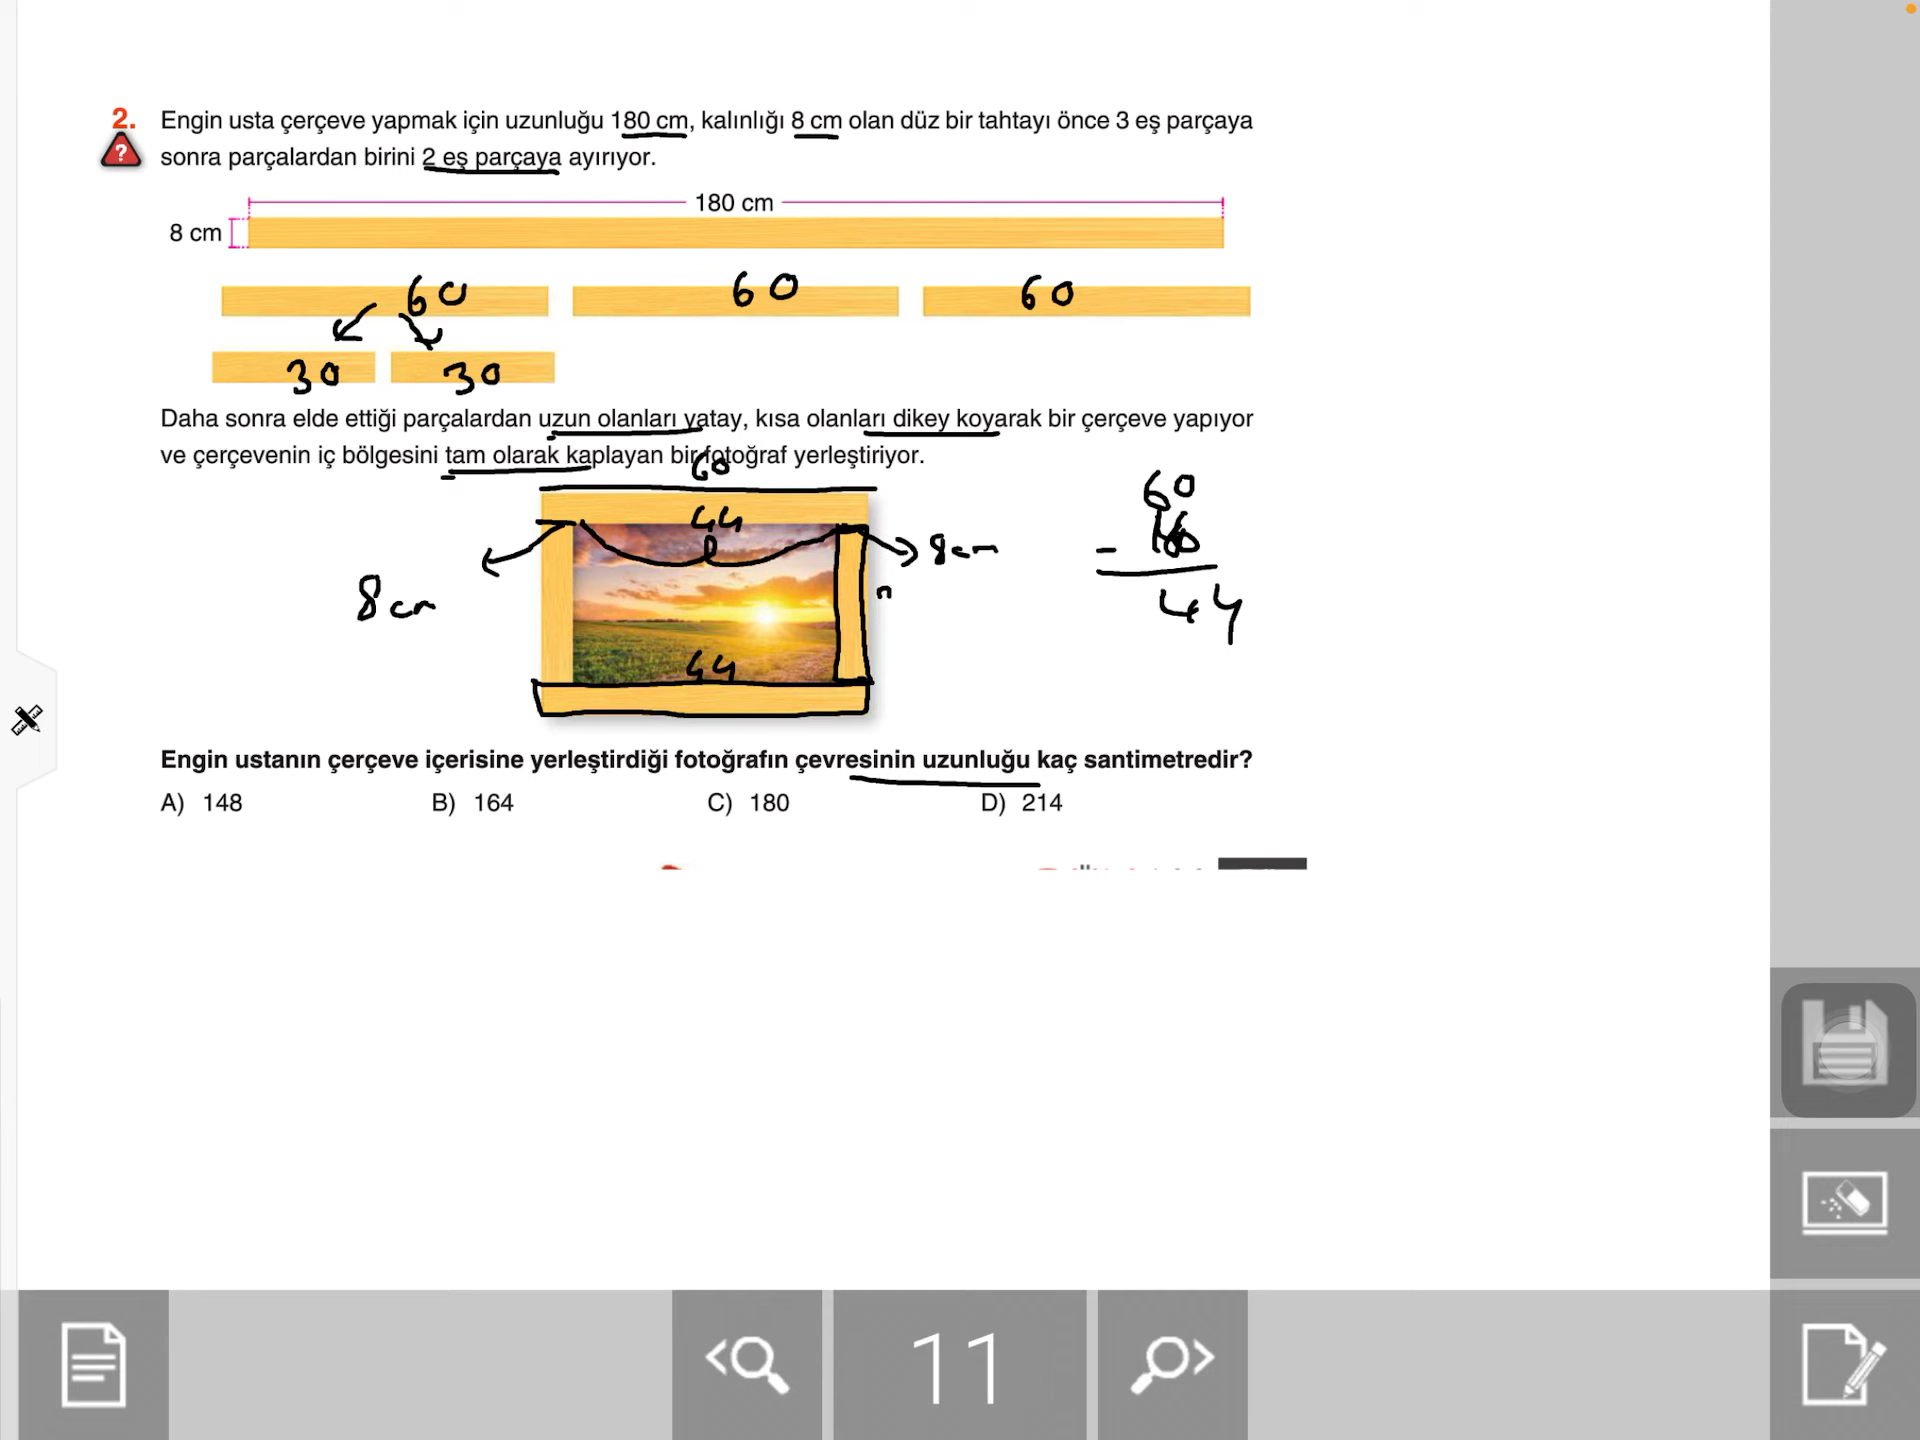 2. Engin usta çerçeve yapmak için uzunluğu 180 cm, kalınlığı 8 cm olan düz bir tahtayı önce 3 eş parçaya
? sonra parçalardan birini 2 eş parçaya ayırıyor.
180 cm
8 cm
60 60 60
30 30
Daha sonra elde ettiği parçalardan uzun olanları yatay, kısa olanları dikey koyarak bir çerçeve yapıyor
ve çerçevenin iç bölgesini tam olarak kaplayan bir fotoğraf yerleştiriyor.
60
60
44
- 16
8cm
8cm
44
44
Engin ustanın çerçeve içerisine yerleştirdiği fotoğrafın çevresinin uzunluğu kaç santimetredir?
A) 148 B) 164 C) 180 D) 214
11